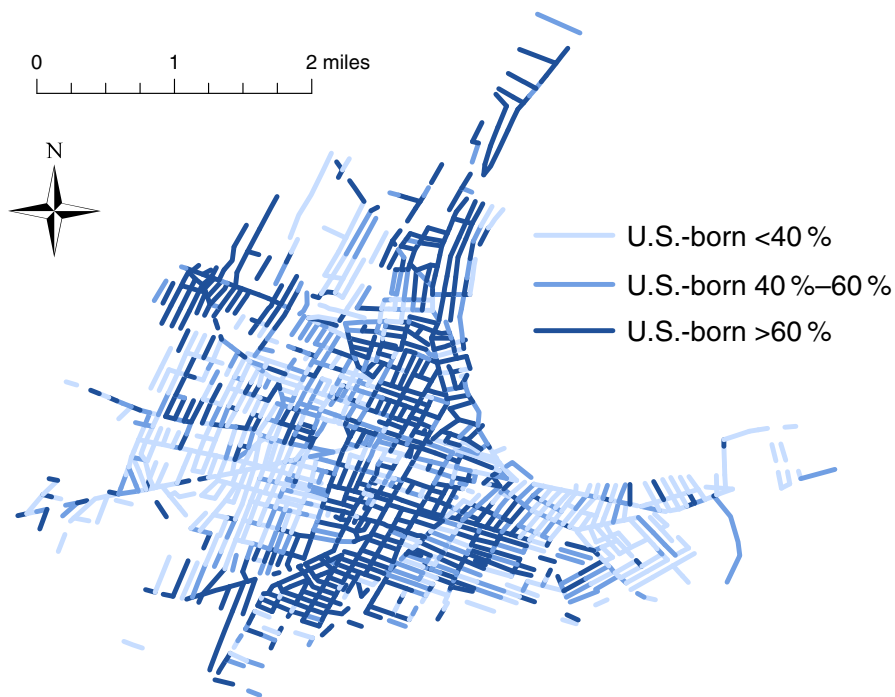 0 1 2 miles
N
U.S.-born <40 %
U.S.-born 40 %–60 %
U.S.-born >60 %